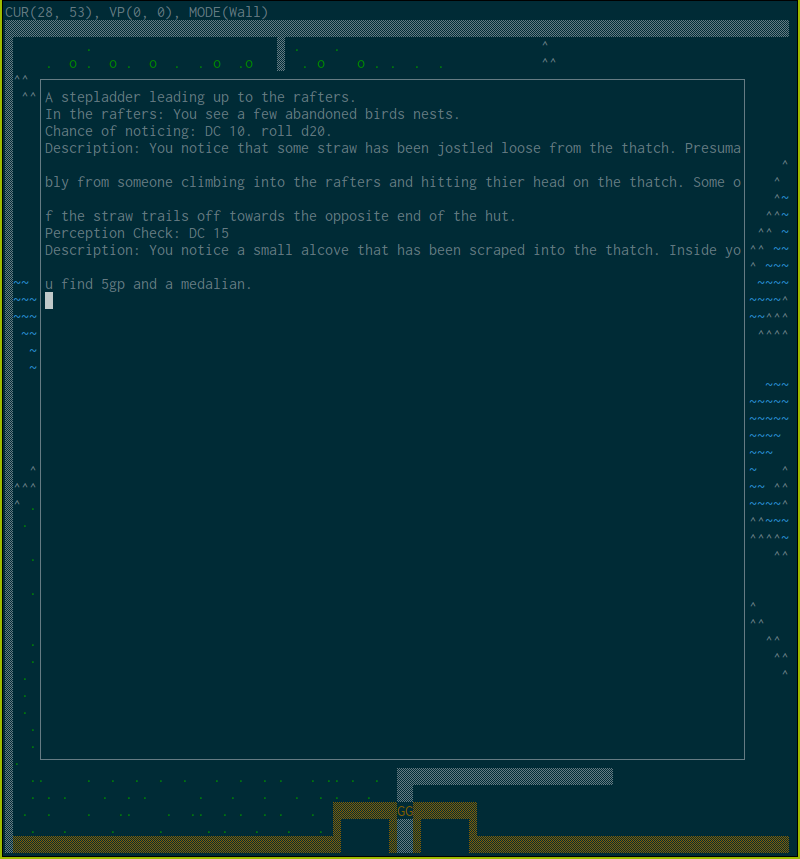 CUR(28, 53), VP(0, 0), MODE(Wall)
A stepladder leading up to the rafters.
In the rafters: You see a few abandoned birds nests.
Chance of noticing: DC 10. roll d20.
Description: You notice that some straw has been jostled loose from the thatch. Presuma
bly from someone climbing into the rafters and hitting thier head on the thatch. Some o
f the straw trails off towards the opposite end of the hut.
Perception Check: DC 15
Description: You notice a small alcove that has been scraped into the thatch. Inside yo
u find 5gp and a medalian.
GG